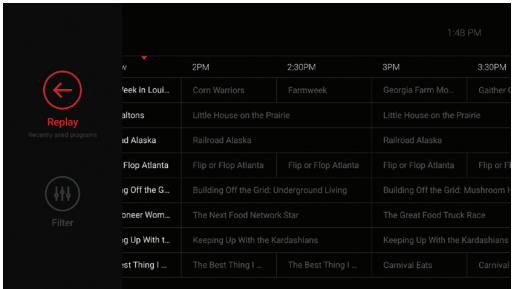 1:48 PM
w 2PM 2:30PM 3PM 3:30PM
Week in Loui... Corn Warriors Farmweek Georgia Farm Mo... Gaither G
altons Little House on the Prairie Little House on the Prairie
ad Alaska Railroad Alaska Railroad Alaska
Replay
Recently aired programs
Flop Atlanta Flip or Flop Atlanta Flip or Flop Atlanta Flip or Flop Atlanta Flip or Fl
g Off the G... Building Off the Grid: Underground Living Building Off the Grid: Mushroom H
oneer Wom... The Next Food Network Star The Great Food Truck Race
Filter
ng Up With t... Keeping Up With the Kardashians Keeping Up With the Kardashians
est Thing I ... The Best Thing I ... The Best Thing I ... Carnival Eats Carnival